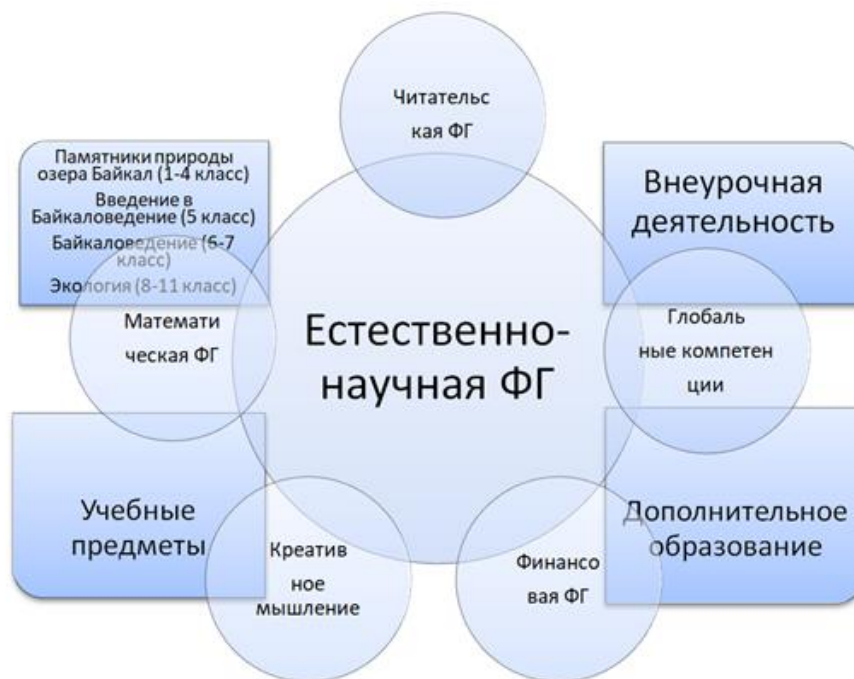 Читательс
кая ФГ
Памятники природы
озера Байкал (1-4 класс)
Введение в
Байкаловедение (5 класс)
Байкаловедение (6-7
класс)
Экология (8-11 класс)
Внеурочная
деятельность
Математи
ческая ФГ
Естественно-
научная ФГ
Глобаль
ные компетен
ции
Учебные
предметы
Креатив
ное
мышление
Финансо
вая ФГ
Дополнительное
образование